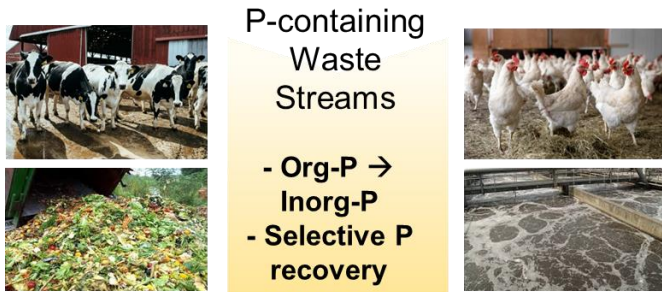 P-containing
Waste
Streams
- Org-P →
Inorg-P
- Selective P
recovery